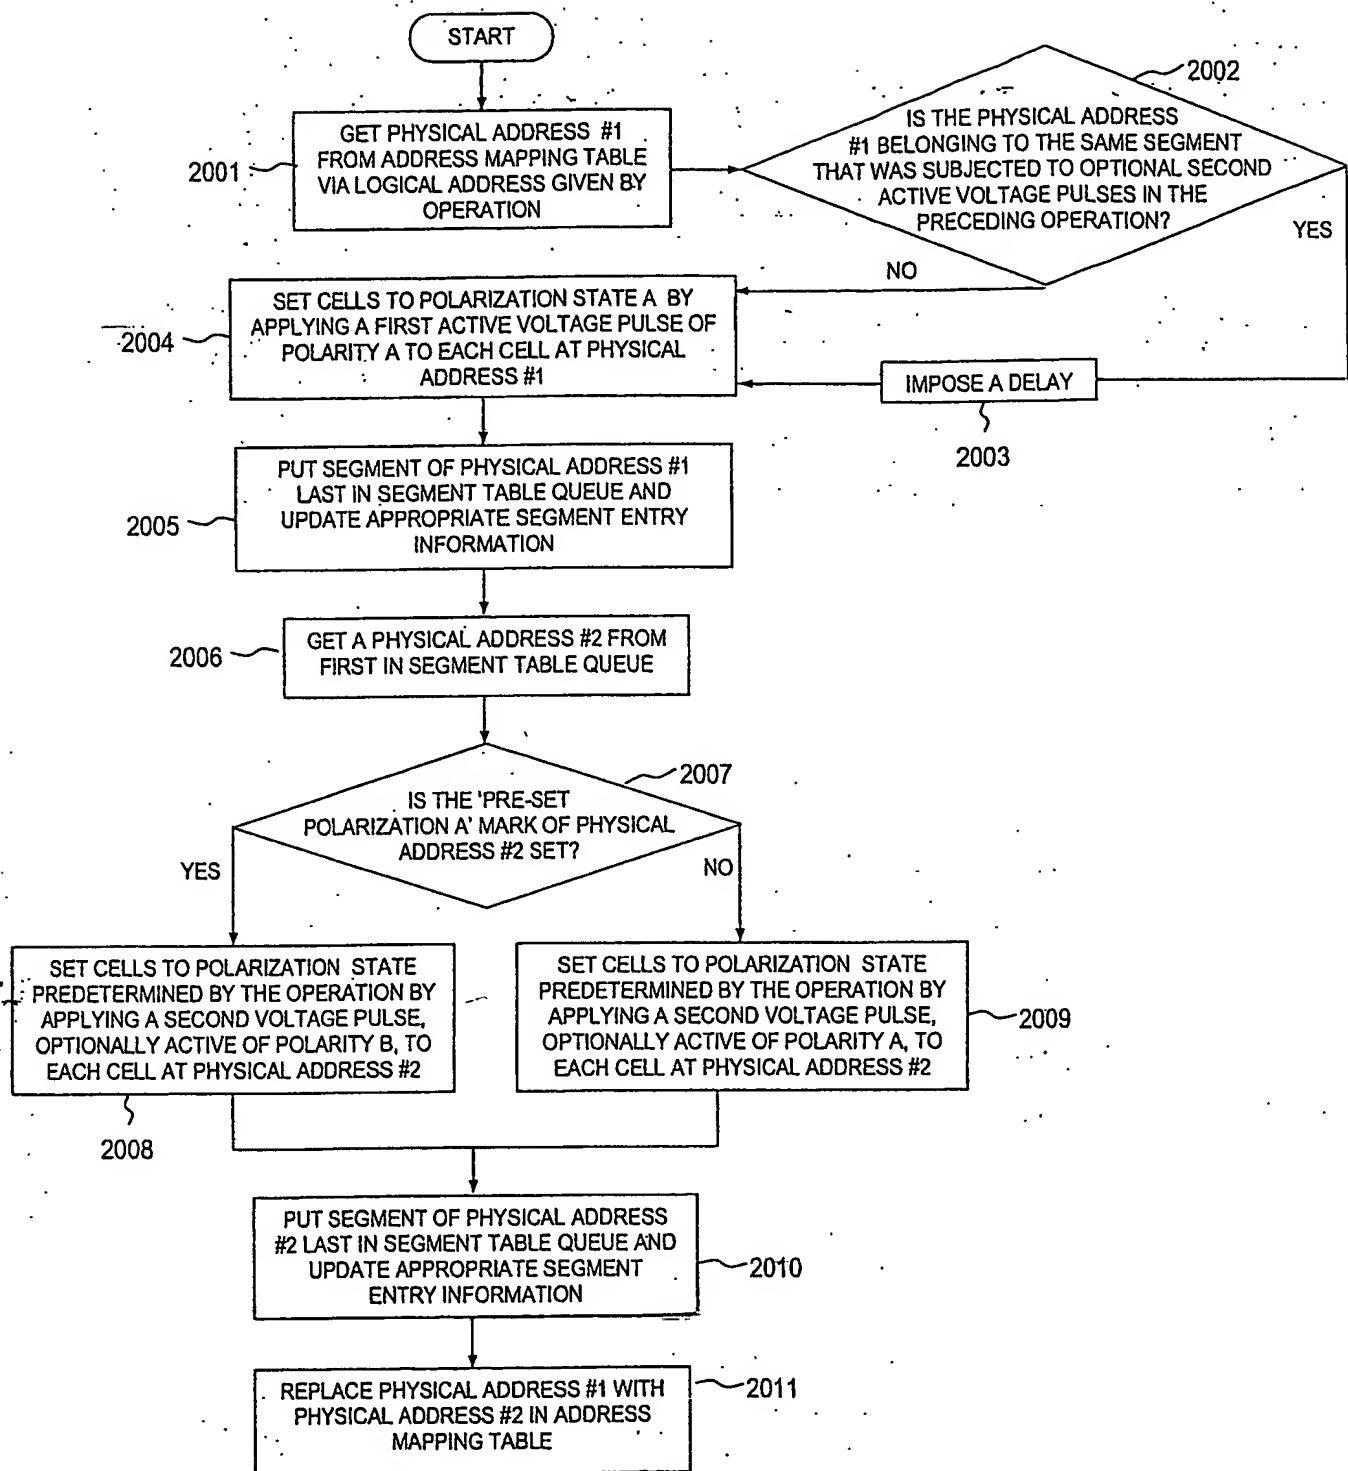 START
GET PHYSICAL ADDRESS #1
FROM ADDRESS MAPPING TABLE
VIA LOGICAL ADDRESS GIVEN BY
OPERATION
2001
2002
IS THE PHYSICAL ADDRESS
#1 BELONGING TO THE SAME SEGMENT
THAT WAS SUBJECTED TO OPTIONAL SECOND
ACTIVE VOLTAGE PULSES IN THE
PRECEDING OPERATION?
YES
NO
SET CELLS TO POLARIZATION STATE A BY
APPLYING A FIRST ACTIVE VOLTAGE PULSE OF
POLARITY A TO EACH CELL AT PHYSICAL
ADDRESS #1
2004
IMPOSE A DELAY
2003
PUT SEGMENT OF PHYSICAL ADDRESS #1
LAST IN SEGMENT TABLE QUEUE AND
UPDATE APPROPRIATE SEGMENT ENTRY
INFORMATION
2005
GET A PHYSICAL ADDRESS #2 FROM
FIRST IN SEGMENT TABLE QUEUE
2006
2007
IS THE 'PRE-SET
POLARIZATION A' MARK OF PHYSICAL
ADDRESS #2 SET?
YES
NO
SET CELLS TO POLARIZATION STATE
PREDETERMINED BY THE OPERATION BY
APPLYING A SECOND VOLTAGE PULSE,
OPTIONALLY ACTIVE OF POLARITY B, TO
EACH CELL AT PHYSICAL ADDRESS #2
2008
SET CELLS TO POLARIZATION STATE
PREDETERMINED BY THE OPERATION BY
APPLYING A SECOND VOLTAGE PULSE,
OPTIONALLY ACTIVE OF POLARITY A, TO
EACH CELL AT PHYSICAL ADDRESS #2
2009
PUT SEGMENT OF PHYSICAL ADDRESS
#2 LAST IN SEGMENT TABLE QUEUE AND
UPDATE APPROPRIATE SEGMENT
ENTRY INFORMATION
2010
REPLACE PHYSICAL ADDRESS #1 WITH
PHYSICAL ADDRESS #2 IN ADDRESS
MAPPING TABLE
2011